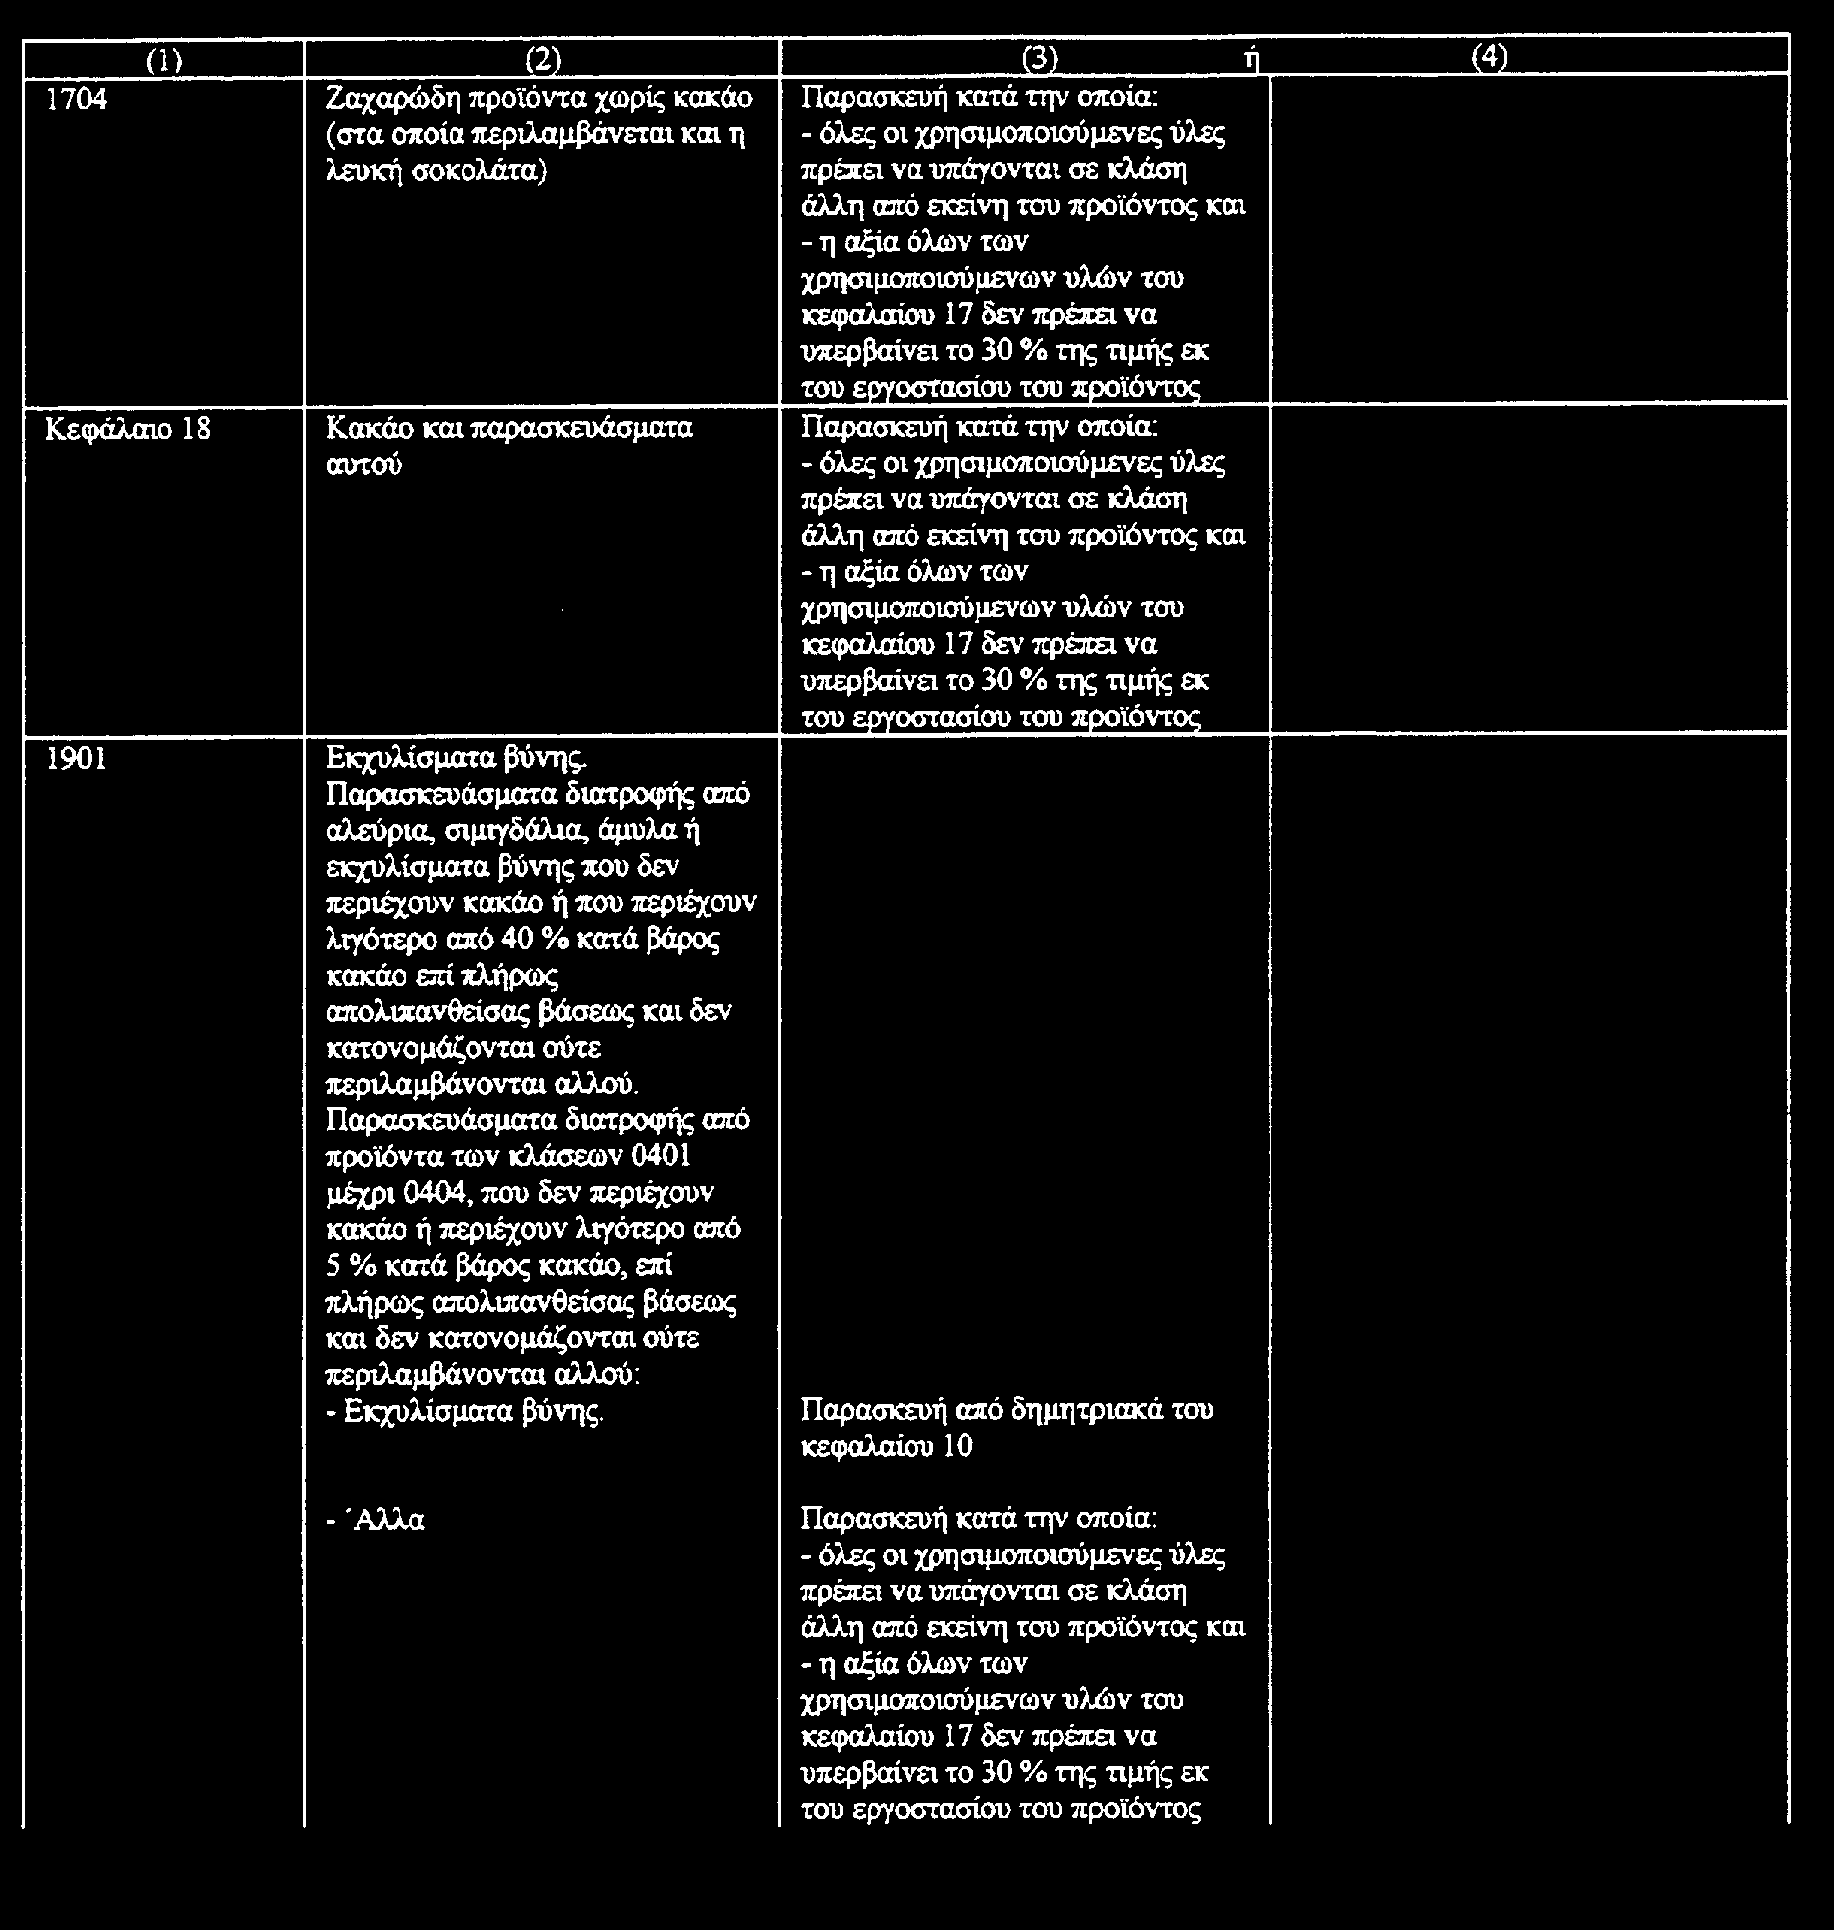 (1) (2) (3) ή (4)
1704
Ζαχαρώδη προϊόντα χωρίς κακάο
(στα οποία περιλαμβάνεται και η
λευκή σοκολάτα)
Παρασκευή κατά την οποία:
- όλες οι χρησιμοποιούμενες ύλες
πρέπει να υπάγονται σε κλάση
άλλη από εκείνη του προϊόντος και
- η αξία όλων των
χρησιμοποιούμενων υλών του
κεφαλαίου 17 δεν πρέπει να
υπερβαίνει το 30 % της τιμής εκ
του εργοστασίου του προϊόντος
Κεφάλαιο 18
Κακάο και παρασκευάσματα
αυτού
Παρασκευή κατά την οποία:
- όλες οι χρησιμοποιούμενες ύλες
πρέπει να υπάγονται σε κλάση
άλλη από εκείνη του προϊόντος και
- η αξία όλων των
χρησιμοποιούμενων υλών του
κεφαλαίου 17 δεν πρέπει να
υπερβαίνει το 30 % της τιμής εκ
του εργοστασίου του προϊόντος
1901
Εκχυλίσματα βύνης.
Παρασκευάσματα διατροφής από
αλεύρια, σιμιγδάλια, άμυλα ή
εκχυλίσματα βύνης που δεν
περιέχουν κακάο ή που περιέχουν
λιγότερο από 40 % κατά βάρος
κακάο επί πλήρως
απολιπανθείσας βάσεως και δεν
κατονομάζονται ούτε
περιλαμβάνονται αλλού.
Παρασκευάσματα διατροφής από
προϊόντα των κλάσεων 0401
μέχρι 0404, που δεν περιέχουν
κακάο ή περιέχουν λιγότερο από
5 % κατά βάρος κακάο, επί
πλήρως απολιπανθείσας βάσεως
και δεν κατονομάζονται ούτε
περιλαμβάνονται αλλού:
- Εκχυλίσματα βύνης.
Παρασκευή από δημητριακά του
κεφαλαίου 10
- Άλλα
Παρασκευή κατά την οποία:
- όλες οι χρησιμοποιούμενες ύλες
πρέπει να υπάγονται σε κλάση
άλλη από εκείνη του προϊόντος και
- η αξία όλων των
χρησιμοποιούμενων υλών του
κεφαλαίου 17 δεν πρέπει να
υπερβαίνει το 30 % της τιμής εκ
του εργοστασίου του προϊόντος